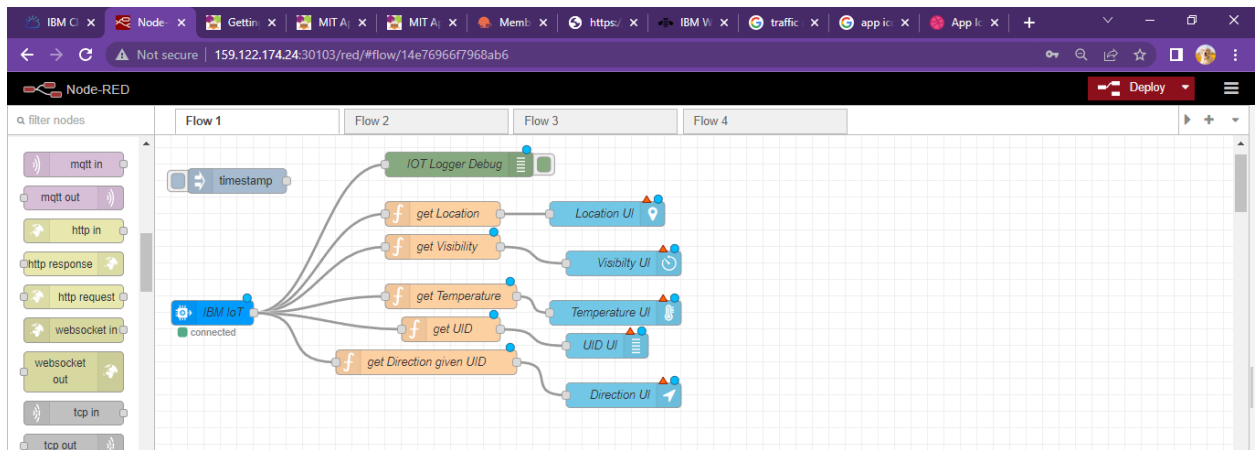 IBM Cl
Node-
Gettin
MIT A
MIT A
Memb
https:/
IBM W
traffic
app ic
App Ic
Not secure
159.122.174.24:30103/red/#flow/14e76966f7968ab6
Node-RED
Deploy
filter nodes
Flow 1
Flow 2
Flow 3
Flow 4
mqtt in
mqtt out
http in
http response
http request
websocket in
websocket
out
tcp in
tcp out
timestamp
IOT Logger Debug
get Location
Location UI
get Visibility
Visibilty UI
IBM IoT
connected
get Temperature
Temperature UI
get UID
UID UI
get Direction given UID
Direction UI